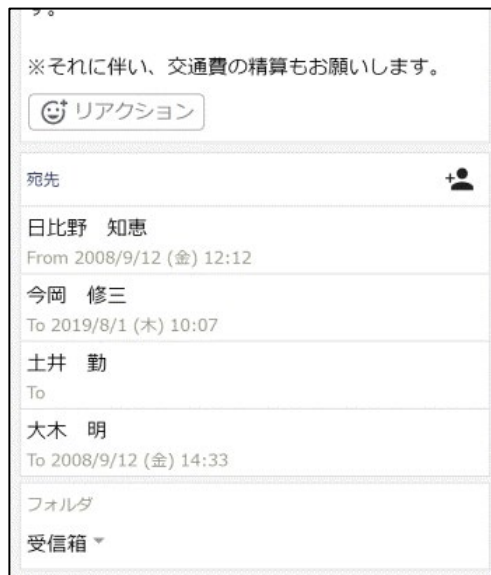 す。
※それに伴い、交通費の精算もお願いします。
リアクション
宛先
日比野 知恵
From 2008/9/12 (金) 12:12
今岡 修三
To 2019/8/1 (木) 10:07
土井 勤
To
大木 明
To 2008/9/12 (金) 14:33
フォルダ
受信箱